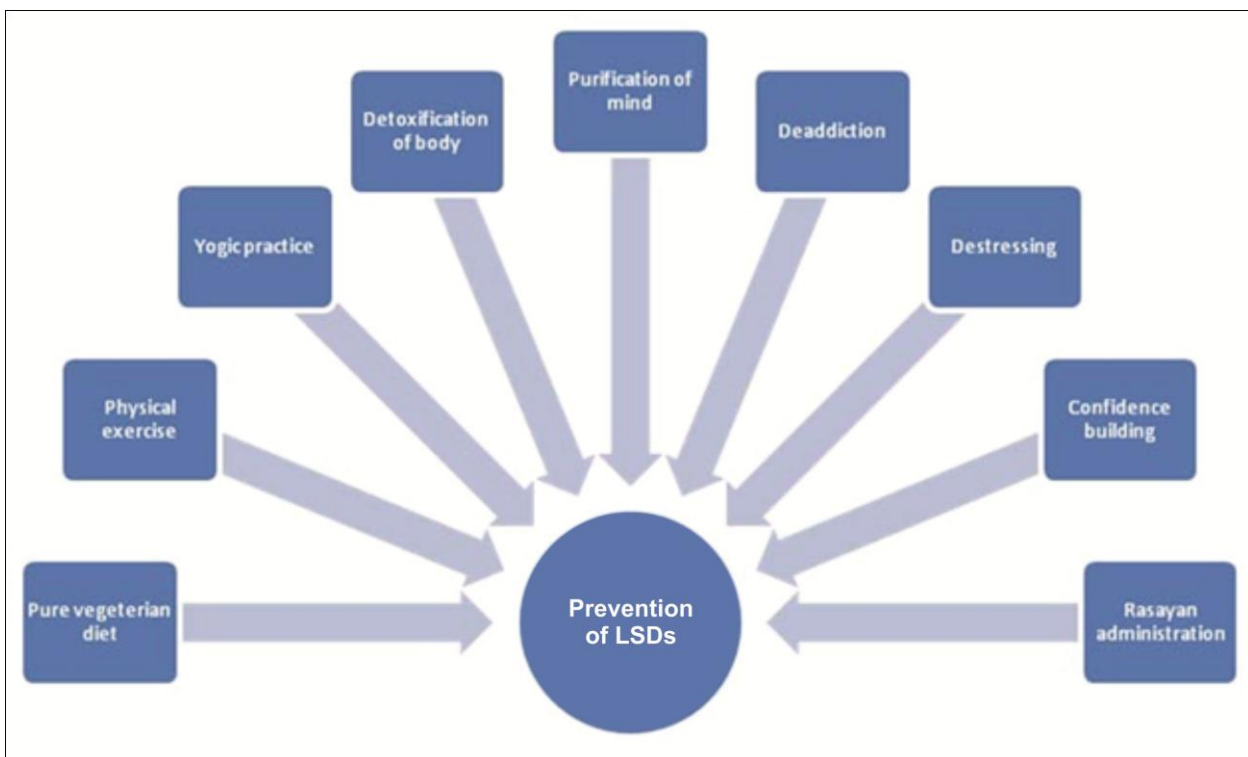 Purification of
mind
Detoxification
of body
Deaddiction
Yogic practice
Destressing
Physical
exercise
Confidence
building
Pure vegeterian
diet
Prevention
of LSDs
Rasayan
administration